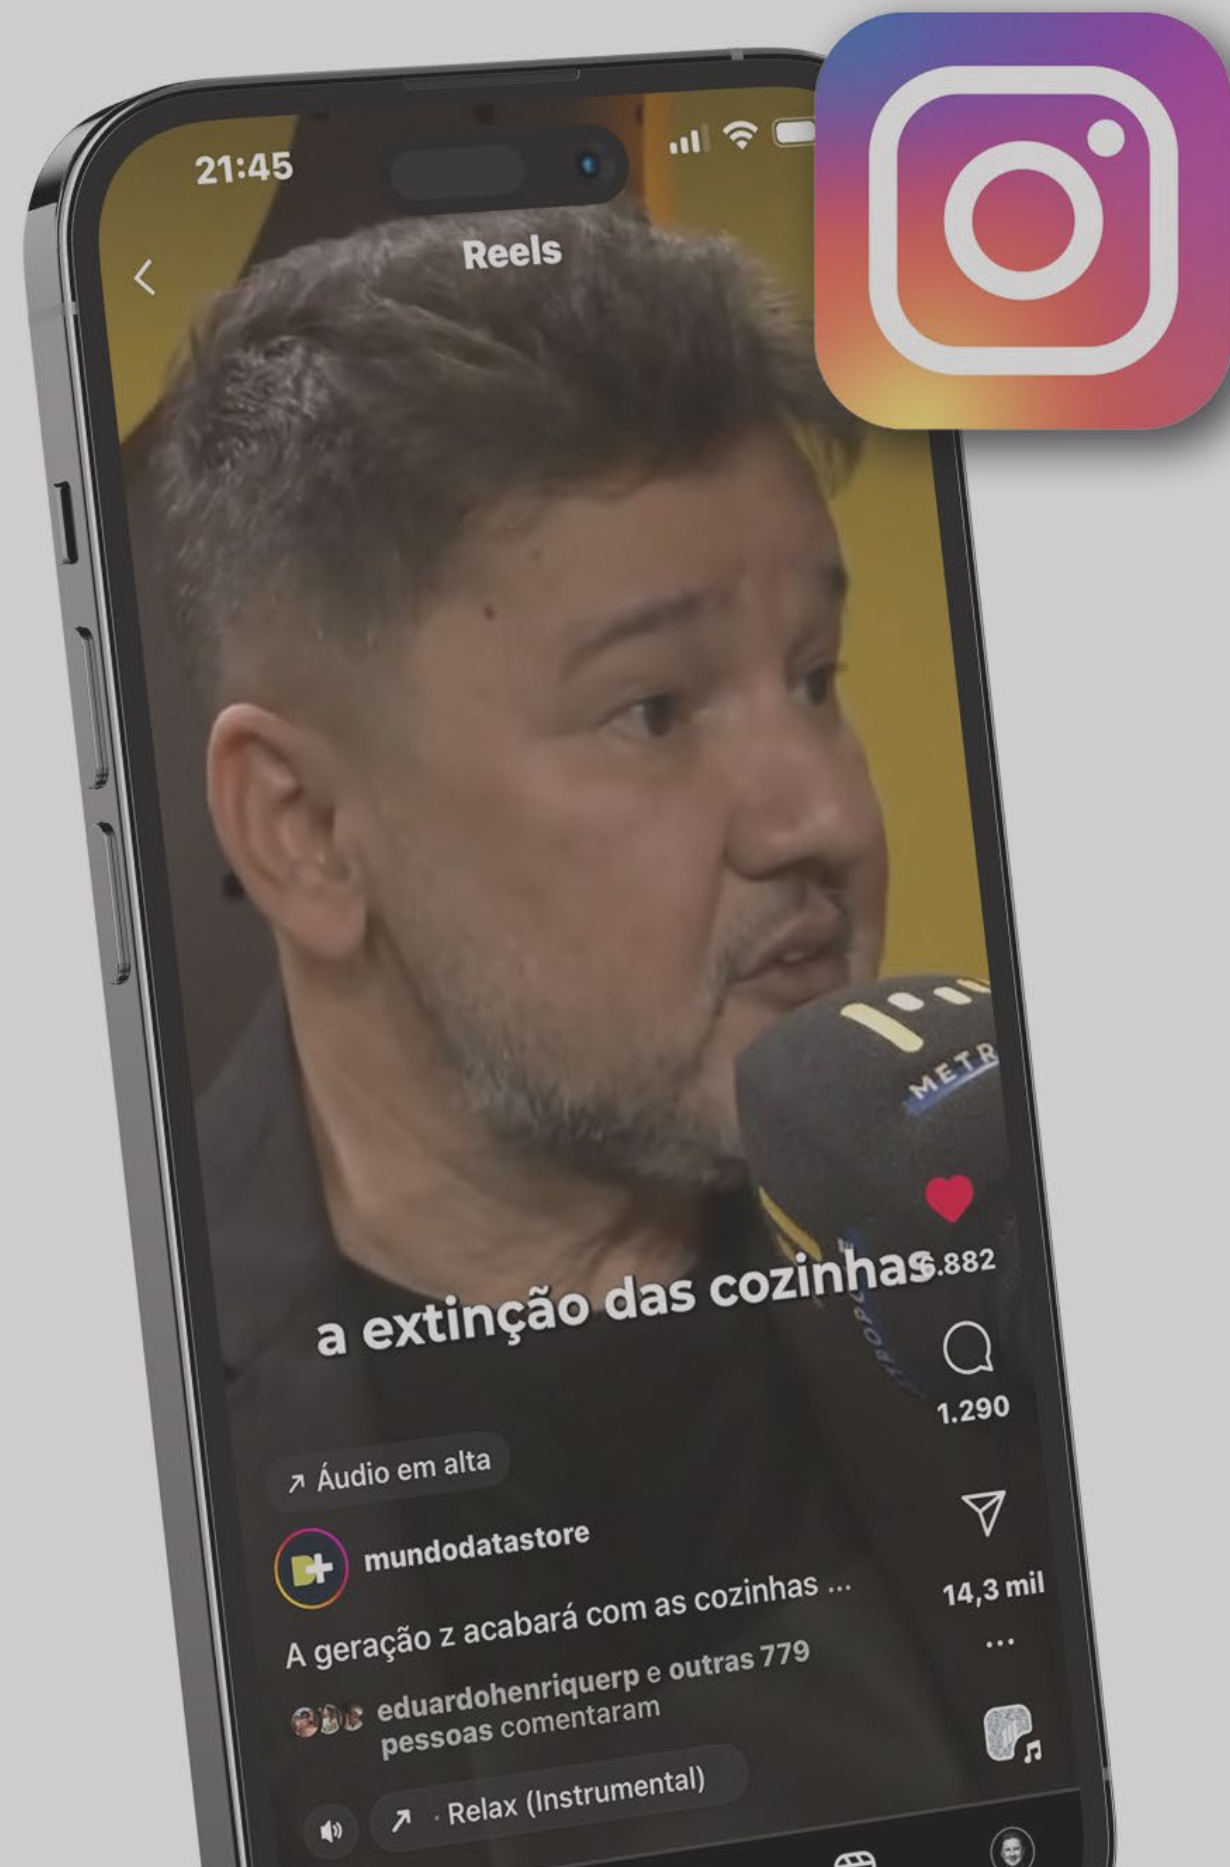 21:45
Reels
METR
a extinção das cozinhas
6.882
1.290
Áudio em alta
mundodatastore
14,3 mil
A geração z acabará com as cozinhas ...
eduardohenriquerp e outras 779
pessoas comentaram
Relax (Instrumental)